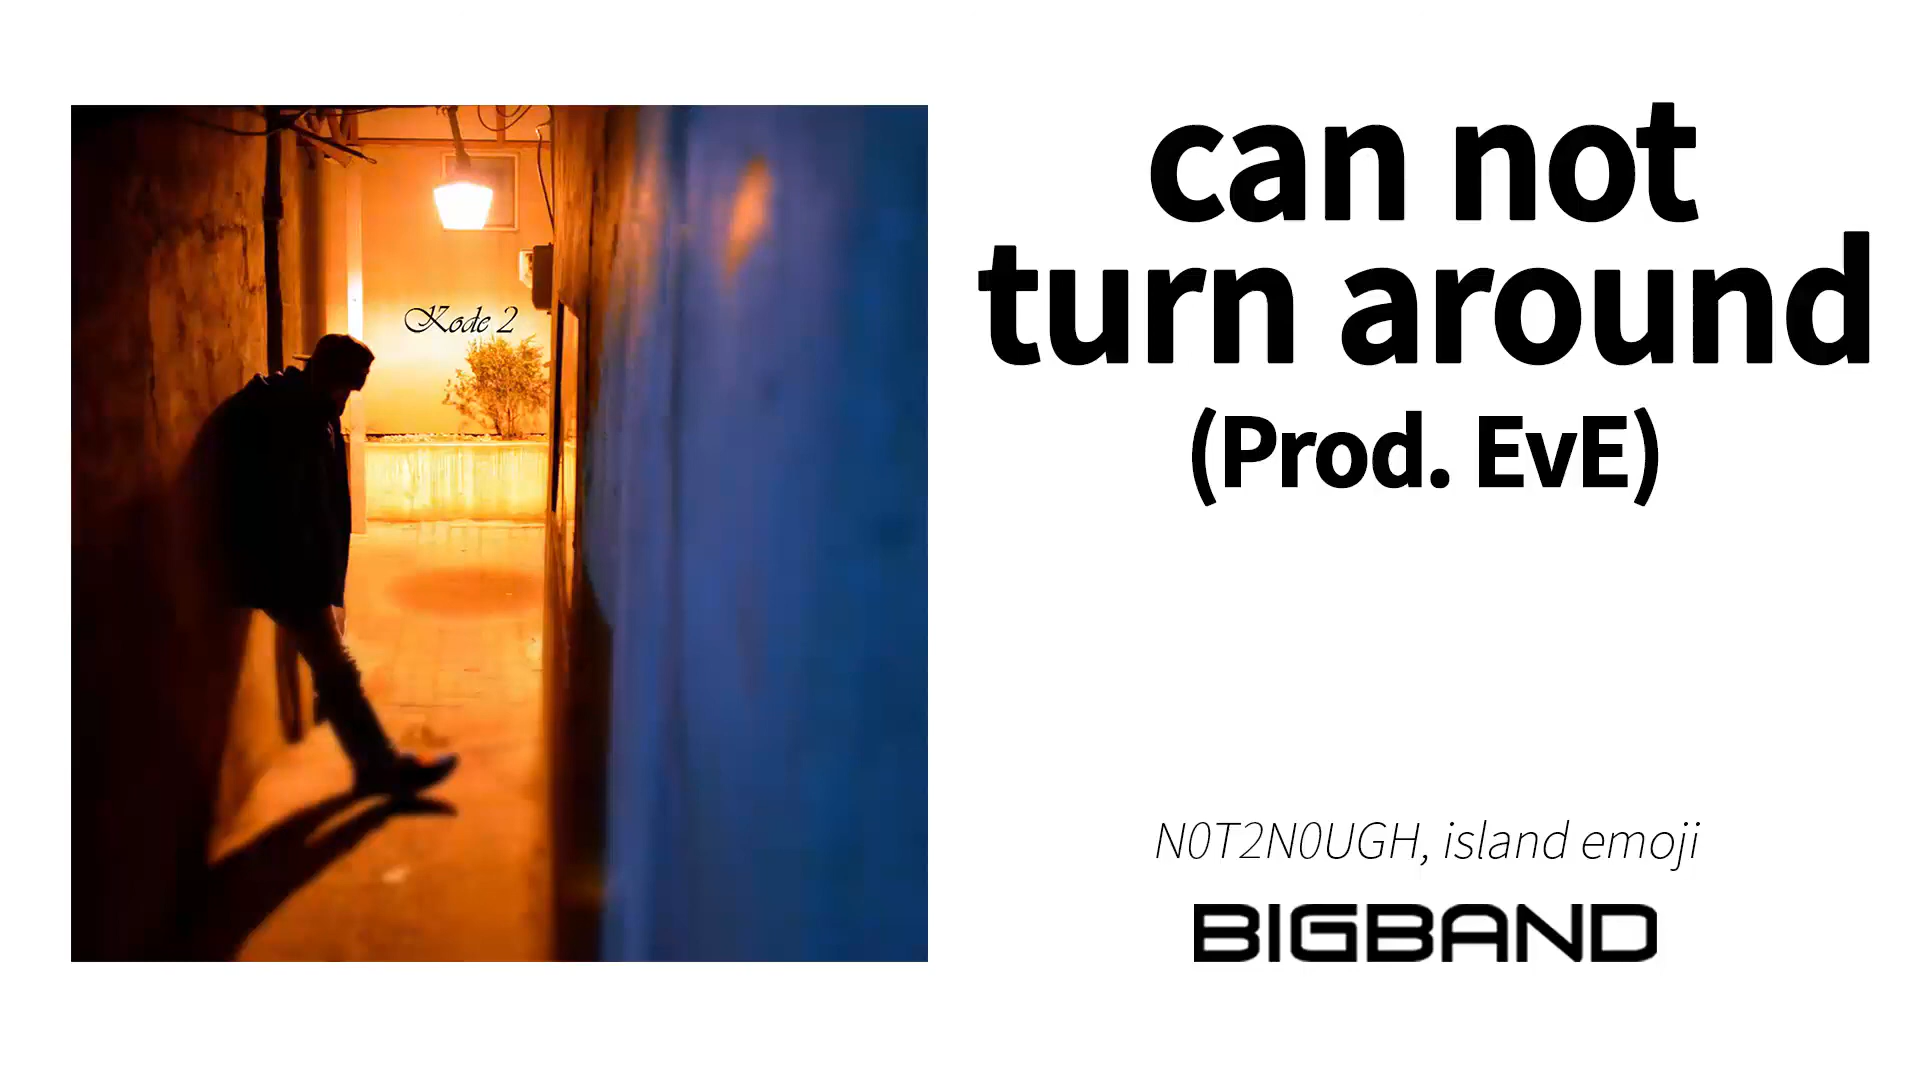 Kode 2
can not
turn around
(Prod. EvE)
N0T2N0UGH, island emoji
BIGBAND